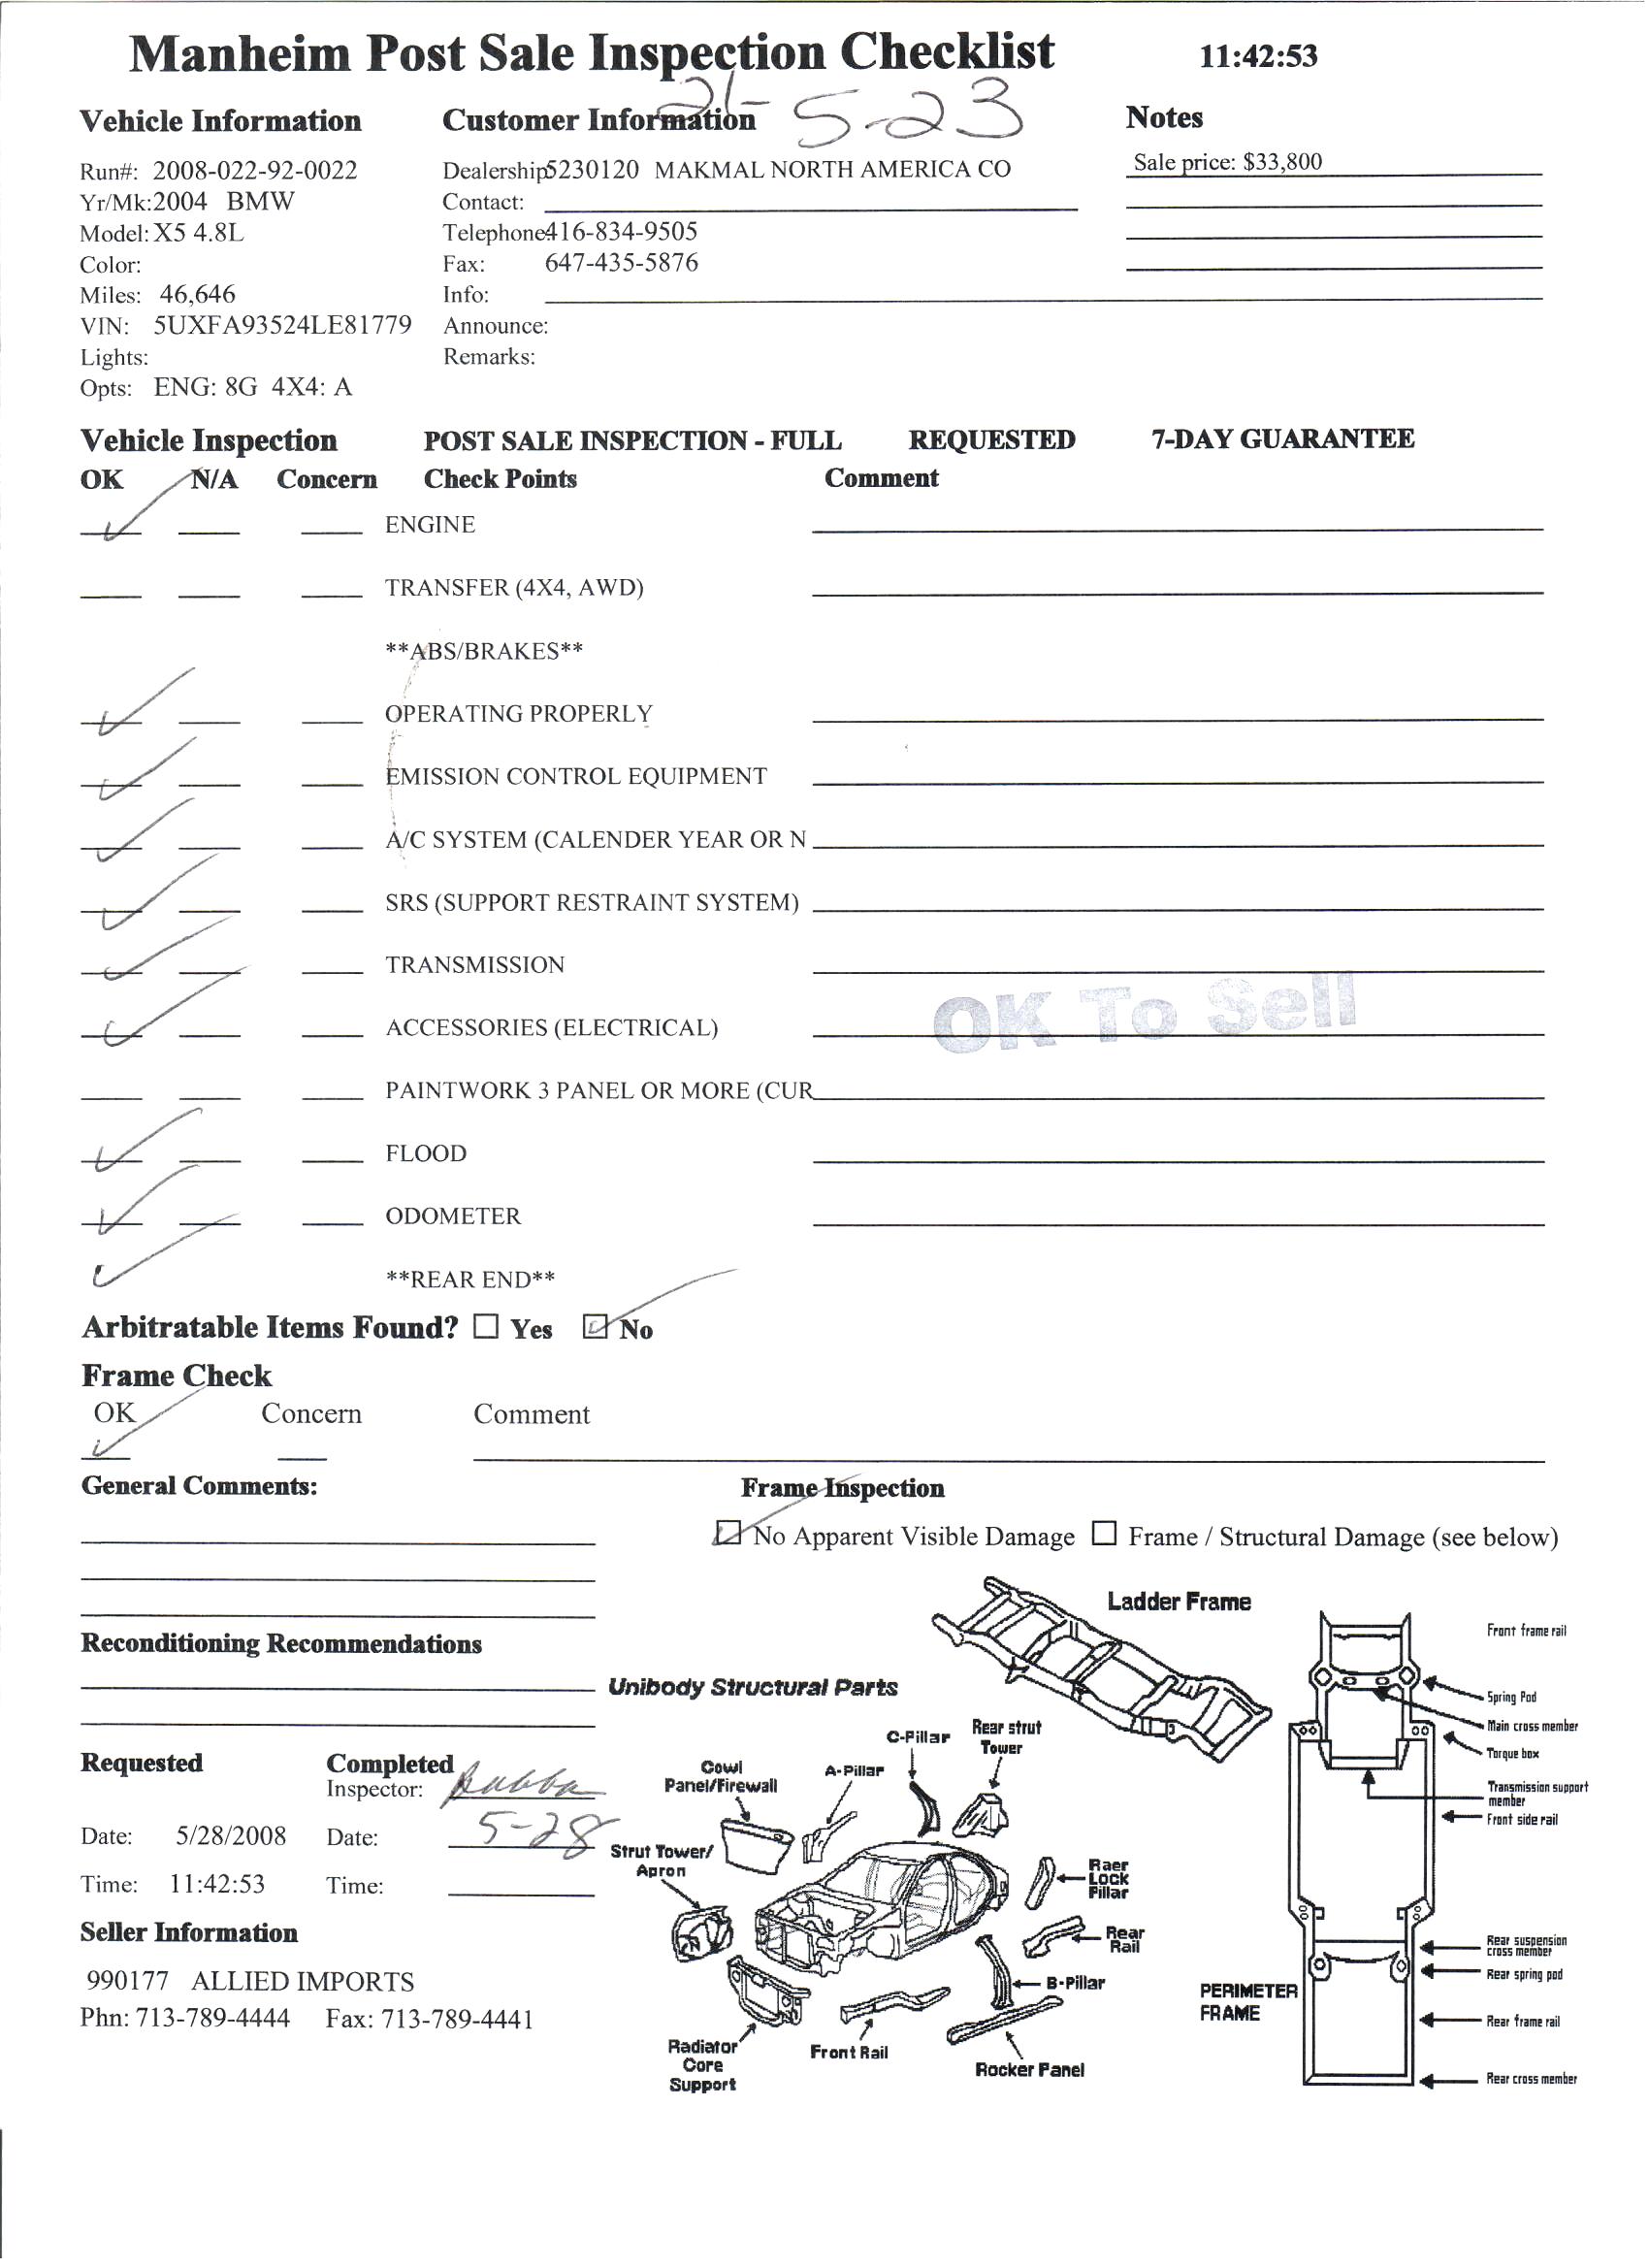 Manheim Post Sale Inspection Checklist 11:42:53
21- 5-23
Vehicle Information Customer Information Notes
Run#: 2008-022-92-0022 Dealership5230120 MAKMAL NORTH AMERICA CO Sale price: $33,800
Yr/Mk:2004 BMW Contact:
Model: X5 4.8L Telephone416-834-9505
Color: Fax: 647-435-5876
Miles: 46,646 Info:
VIN: 5UXFA93524LE81779 Announce:
Lights: Remarks:
Opts: ENG: 8G 4X4: A
Vehicle Inspection POST SALE INSPECTION - FULL REQUESTED 7-DAY GUARANTEE
OK N/A Concern Check Points Comment
ENGINE
TRANSFER (4X4, AWD)
**ABS/BRAKES**
OPERATING PROPERLY
EMISSION CONTROL EQUIPMENT
A/C SYSTEM (CALENDER YEAR OR N
SRS (SUPPORT RESTRAINT SYSTEM)
TRANSMISSION
OK To Sell
ACCESSORIES (ELECTRICAL)
PAINTWORK 3 PANEL OR MORE (CUR
FLOOD
ODOMETER
**REAR END**
Arbitratable Items Found? Yes No
Frame Check
OK Concern Comment
General Comments: Frame Inspection
No Apparent Visible Damage Frame / Structural Damage (see below)
Reconditioning Recommendations
Requested Completed
Inspector: Bubba
Date: 5/28/2008 Date: 5-28
Time: 11:42:53 Time:
Seller Information
990177 ALLIED IMPORTS
Phn: 713-789-4444 Fax: 713-789-4441
Ladder Frame
Unibody Structural Parts
C-Pillar
Rear strut
Tower
Cowl
Panel/Firewall
A-Pillar
Strut Tower/
Apron
Raer
Lock
Pillar
Rear
Rail
B-Pillar
Radiator
Core
Support
Front Rail
Rocker Panel
PERIMETER
FRAME
Front frame rail
Spring Pod
Main cross member
Torque box
Transmission support
member
Front side rail
Rear suspension
cross member
Rear spring pod
Rear frame rail
Rear cross member